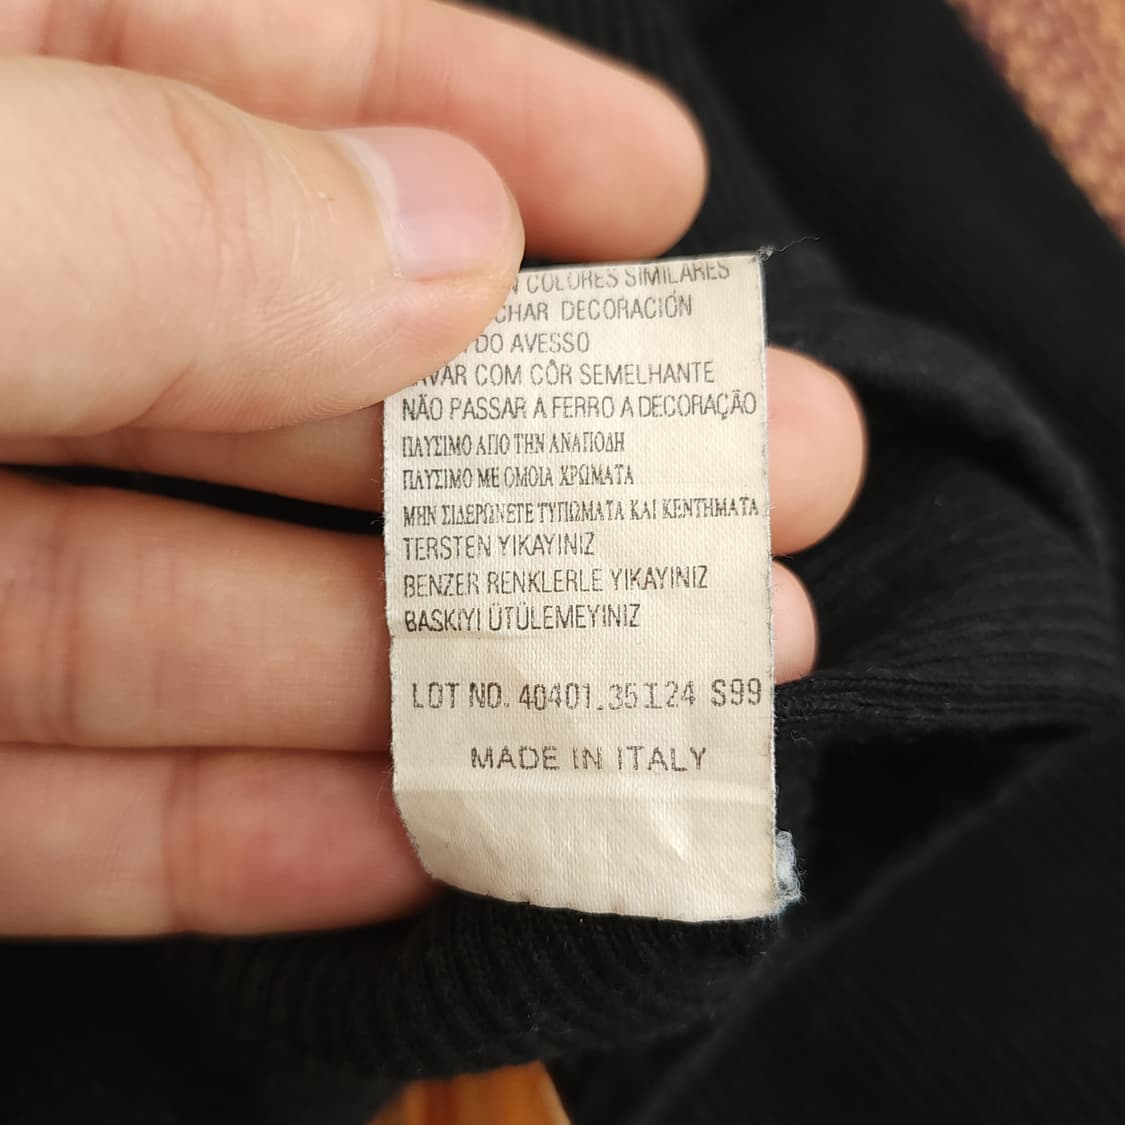 COLORES SIMILARES
DECORACIÓN
DO AVESSO
LAVAR COM CÔR SEMELHANTE
NÃO PASSAR A FERRO A DECORAÇÃO
ΠΛΥΣΙΜΟ ΑΠΟ ΤΗΝ ΑΝΑΠΟΔΗ
ΠΛΥΣΙΜΟ ΜΕ ΟΜΟΙΑ ΧΡΩΜΑΤΑ
ΜΗΝ ΣΙΔΕΡΩΝΕΤΕ ΤΥΠΩΜΑΤΑ ΚΑΙ ΚΕΝΤΗΜΑΤΑ
TERSTEN YIKAYINIZ
BENZER RENKLERLE YIKAYINIZ
BASKIYI ÜTÜLEMEYINIZ
LOT NO. 40401.35I24 S99
MADE IN ITALY